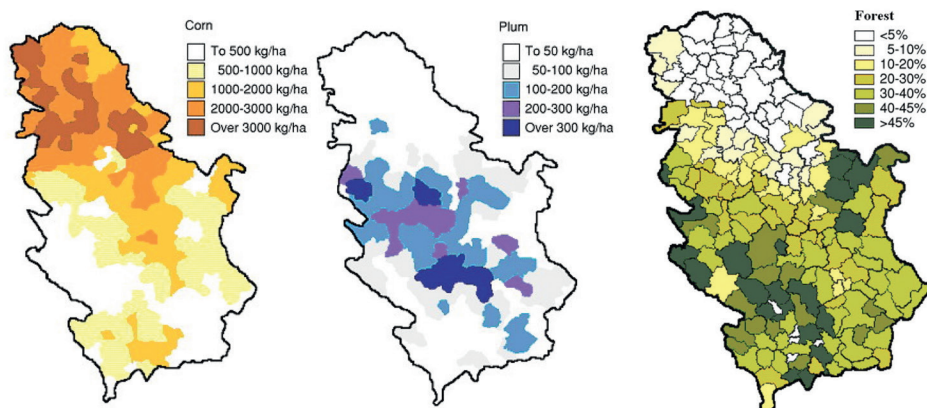 Corn
To 500 kg/ha
500-1000 kg/ha
1000-2000 kg/ha
2000-3000 kg/ha
Over 3000 kg/ha
Plum
To 50 kg/ha
50-100 kg/ha
100-200 kg/ha
200-300 kg/ha
Over 300 kg/ha
Forest
<5%
5-10%
10-20%
20-30%
30-40%
40-45%
>45%